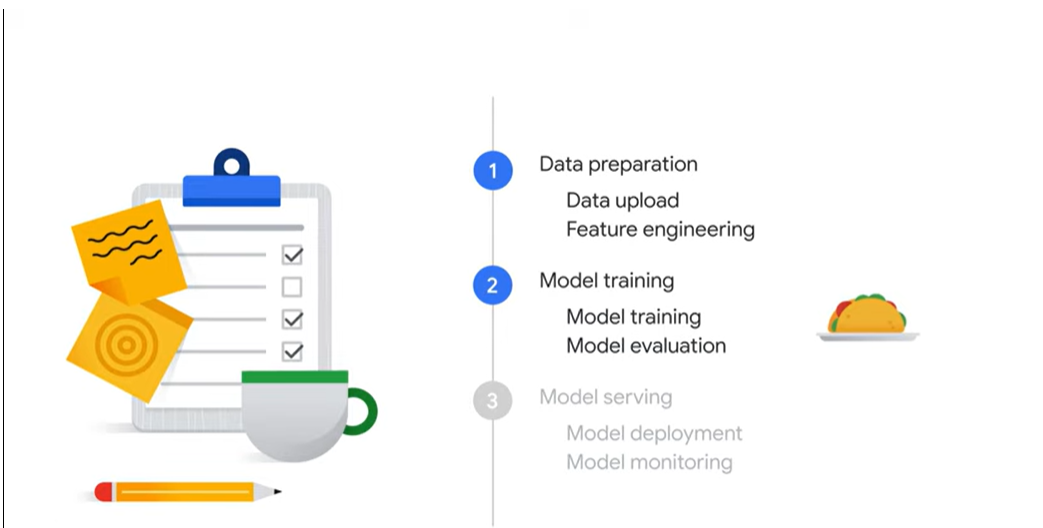 1 Data preparation
Data upload
Feature engineering
2 Model training
Model training
Model evaluation
3 Model serving
Model deployment
Model monitoring